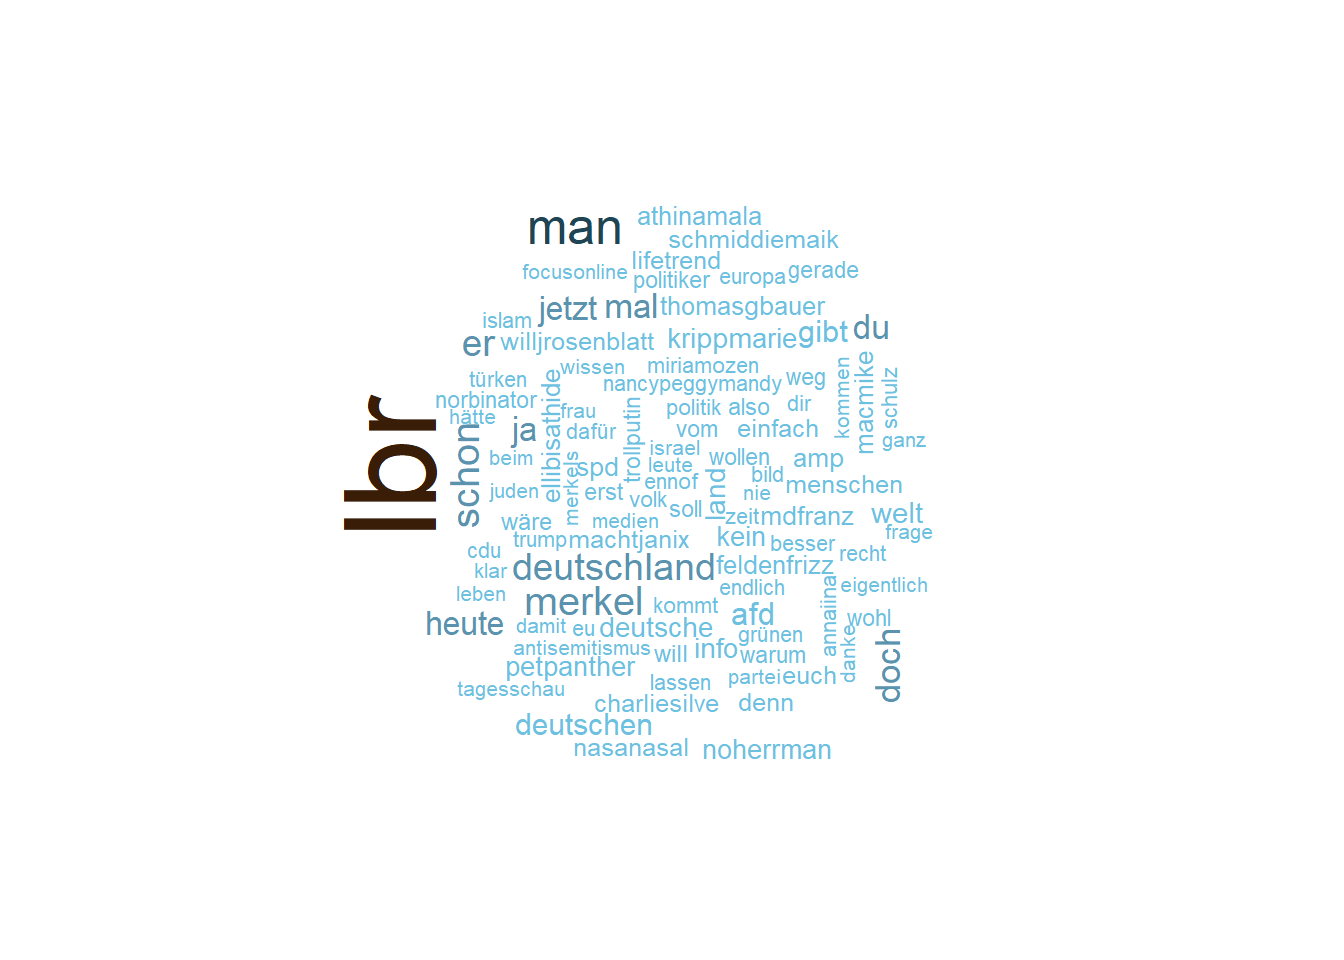 man
athinamala
schmiddiemaik
lifetrend
focusonline
politiker
europa
gerade
jetzt
mal
thomasgbauer
islam
er
willjrosenblatt
krippmarie
gibt
du
wissen
miriamozen
türken
nancypeggymandy
weg
kommen
macmike
schulz
norbinator
ellibisathide
frau
trollputin
politik
also
dir
hätte
lbr
schon
ja
dafür
vom
einfach
ganz
beim
merkels
spd
israel
leute
wollen
amp
juden
erst
ennof
land
bild
menschen
volk
soll
nie
wäre
medien
zeit
mdfranz
welt
trump
machtjanix
kein
besser
frage
cdu
recht
klar
deutschland
feldenfrizz
leben
endlich
annaiina
eigentlich
merkel
kommt
afd
heute
damit
eu
deutsche
grünen
wohl
antisemitismus
will
info
warum
danke
doch
petpanther
tagesschau
lassen
partei
euch
charliesilve
denn
deutschen
nasanasal
noherrman